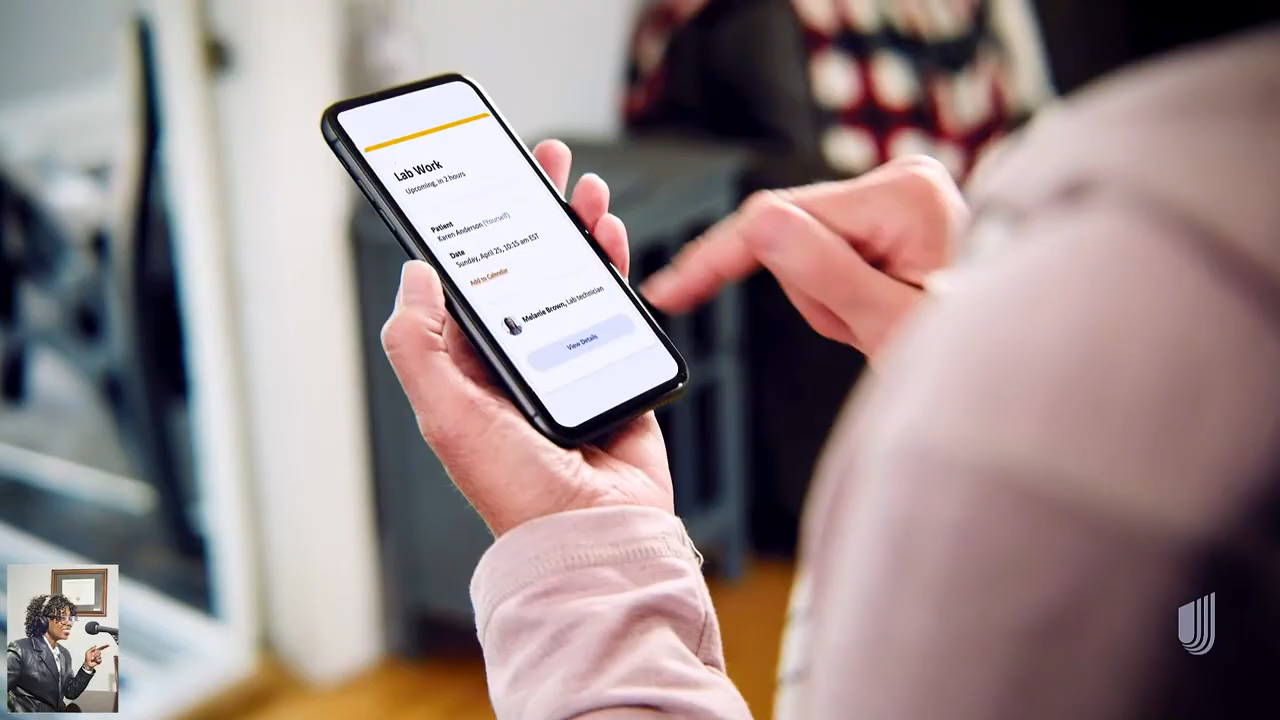 Lab Work
Upcoming, in 2 hours
Patient
Karen Anderson (Yourself)
Date
Sunday, April 25, 10:15 am EST
Add to Calendar
Melanie Brown, Lab technician
View Details